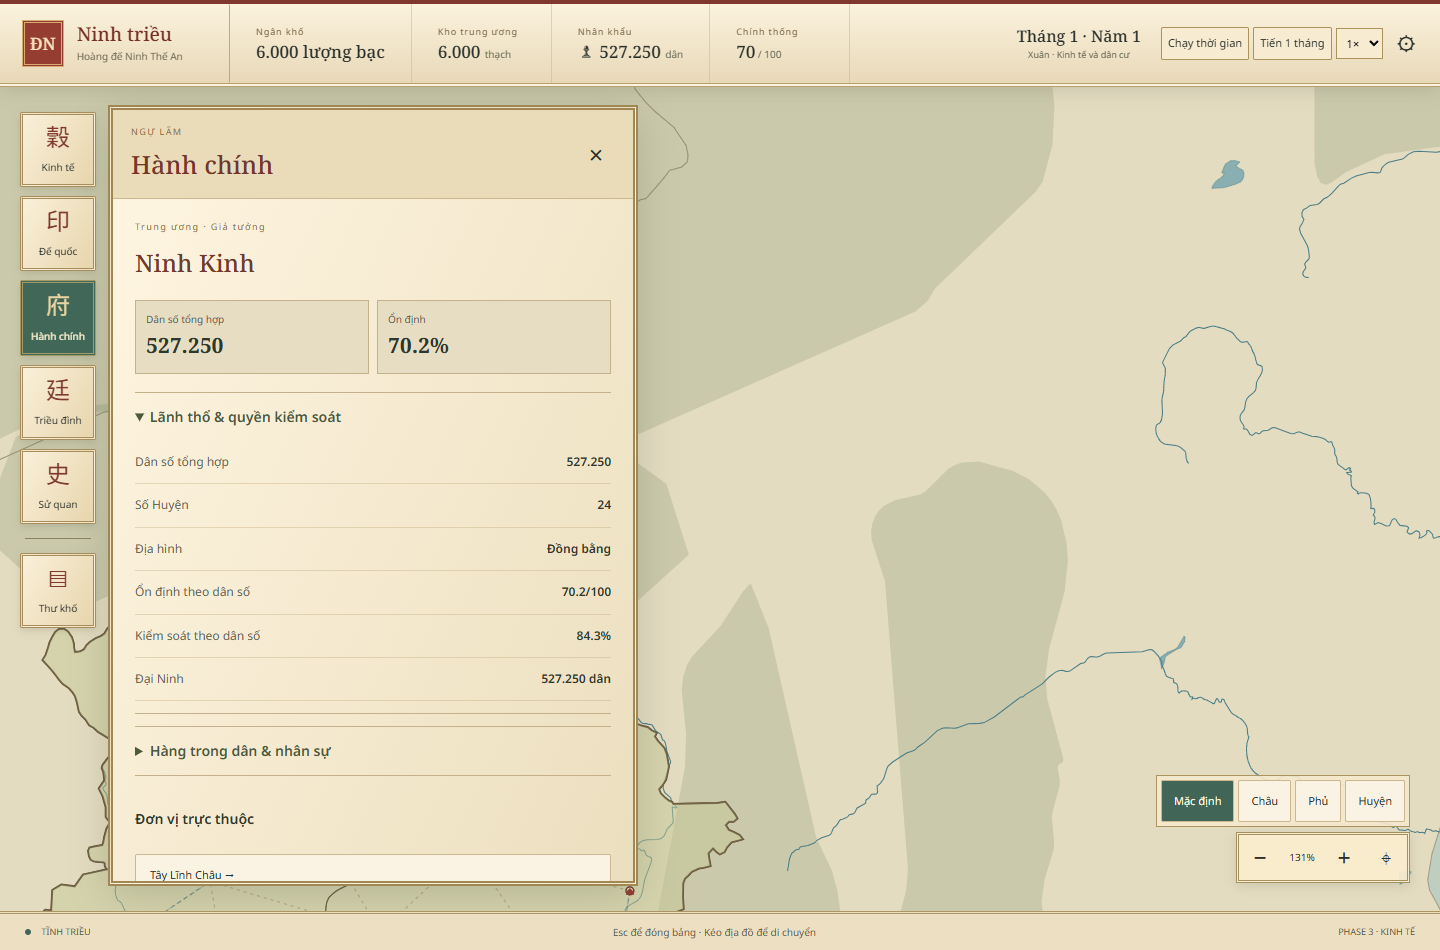 ĐN
Ninh triều
Hoàng đế Ninh Thế An
Ngân khố
6.000 lượng bạc
Kho trung ương
6.000 thạch
Nhân khẩu
527.250 dân
Chính thống
70 / 100
Tháng 1 · Năm 1
Xuân · Kinh tế và dân cư
Chạy thời gian
Tiến 1 tháng
1×
穀
Kinh tế
印
Đế quốc
府
Hành chính
廷
Triều đình
史
Sử quan
▤
Thư khố
NGỰ LÃM
Hành chính
×
Trung ương · Giả tưởng
Ninh Kinh
Dân số tổng hợp
527.250
Ổn định
70.2%
▼ Lãnh thổ & quyền kiểm soát
Dân số tổng hợp 527.250
Số Huyện 24
Địa hình Đồng bằng
Ổn định theo dân số 70.2/100
Kiểm soát theo dân số 84.3%
Đại Ninh 527.250 dân
▶ Hàng trong dân & nhân sự
Đơn vị trực thuộc
Tây Lĩnh Châu →
Mặc định
Châu
Phủ
Huyện
−
131%
+
TĨNH TRIỀU
Esc để đóng bảng · Kéo địa đồ để di chuyển
PHASE 3 · KINH TẾ